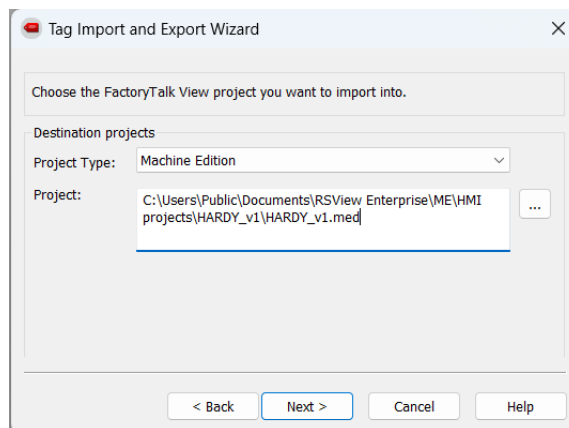 Tag Import and Export Wizard
Choose the FactoryTalk View project you want to import into.
Destination projects
Project Type: Machine Edition
Project: C:\Users\Public\Documents\RSView Enterprise\ME\HMI
projects\HARDY_v1\HARDY_v1.med
...
< Back Next > Cancel Help